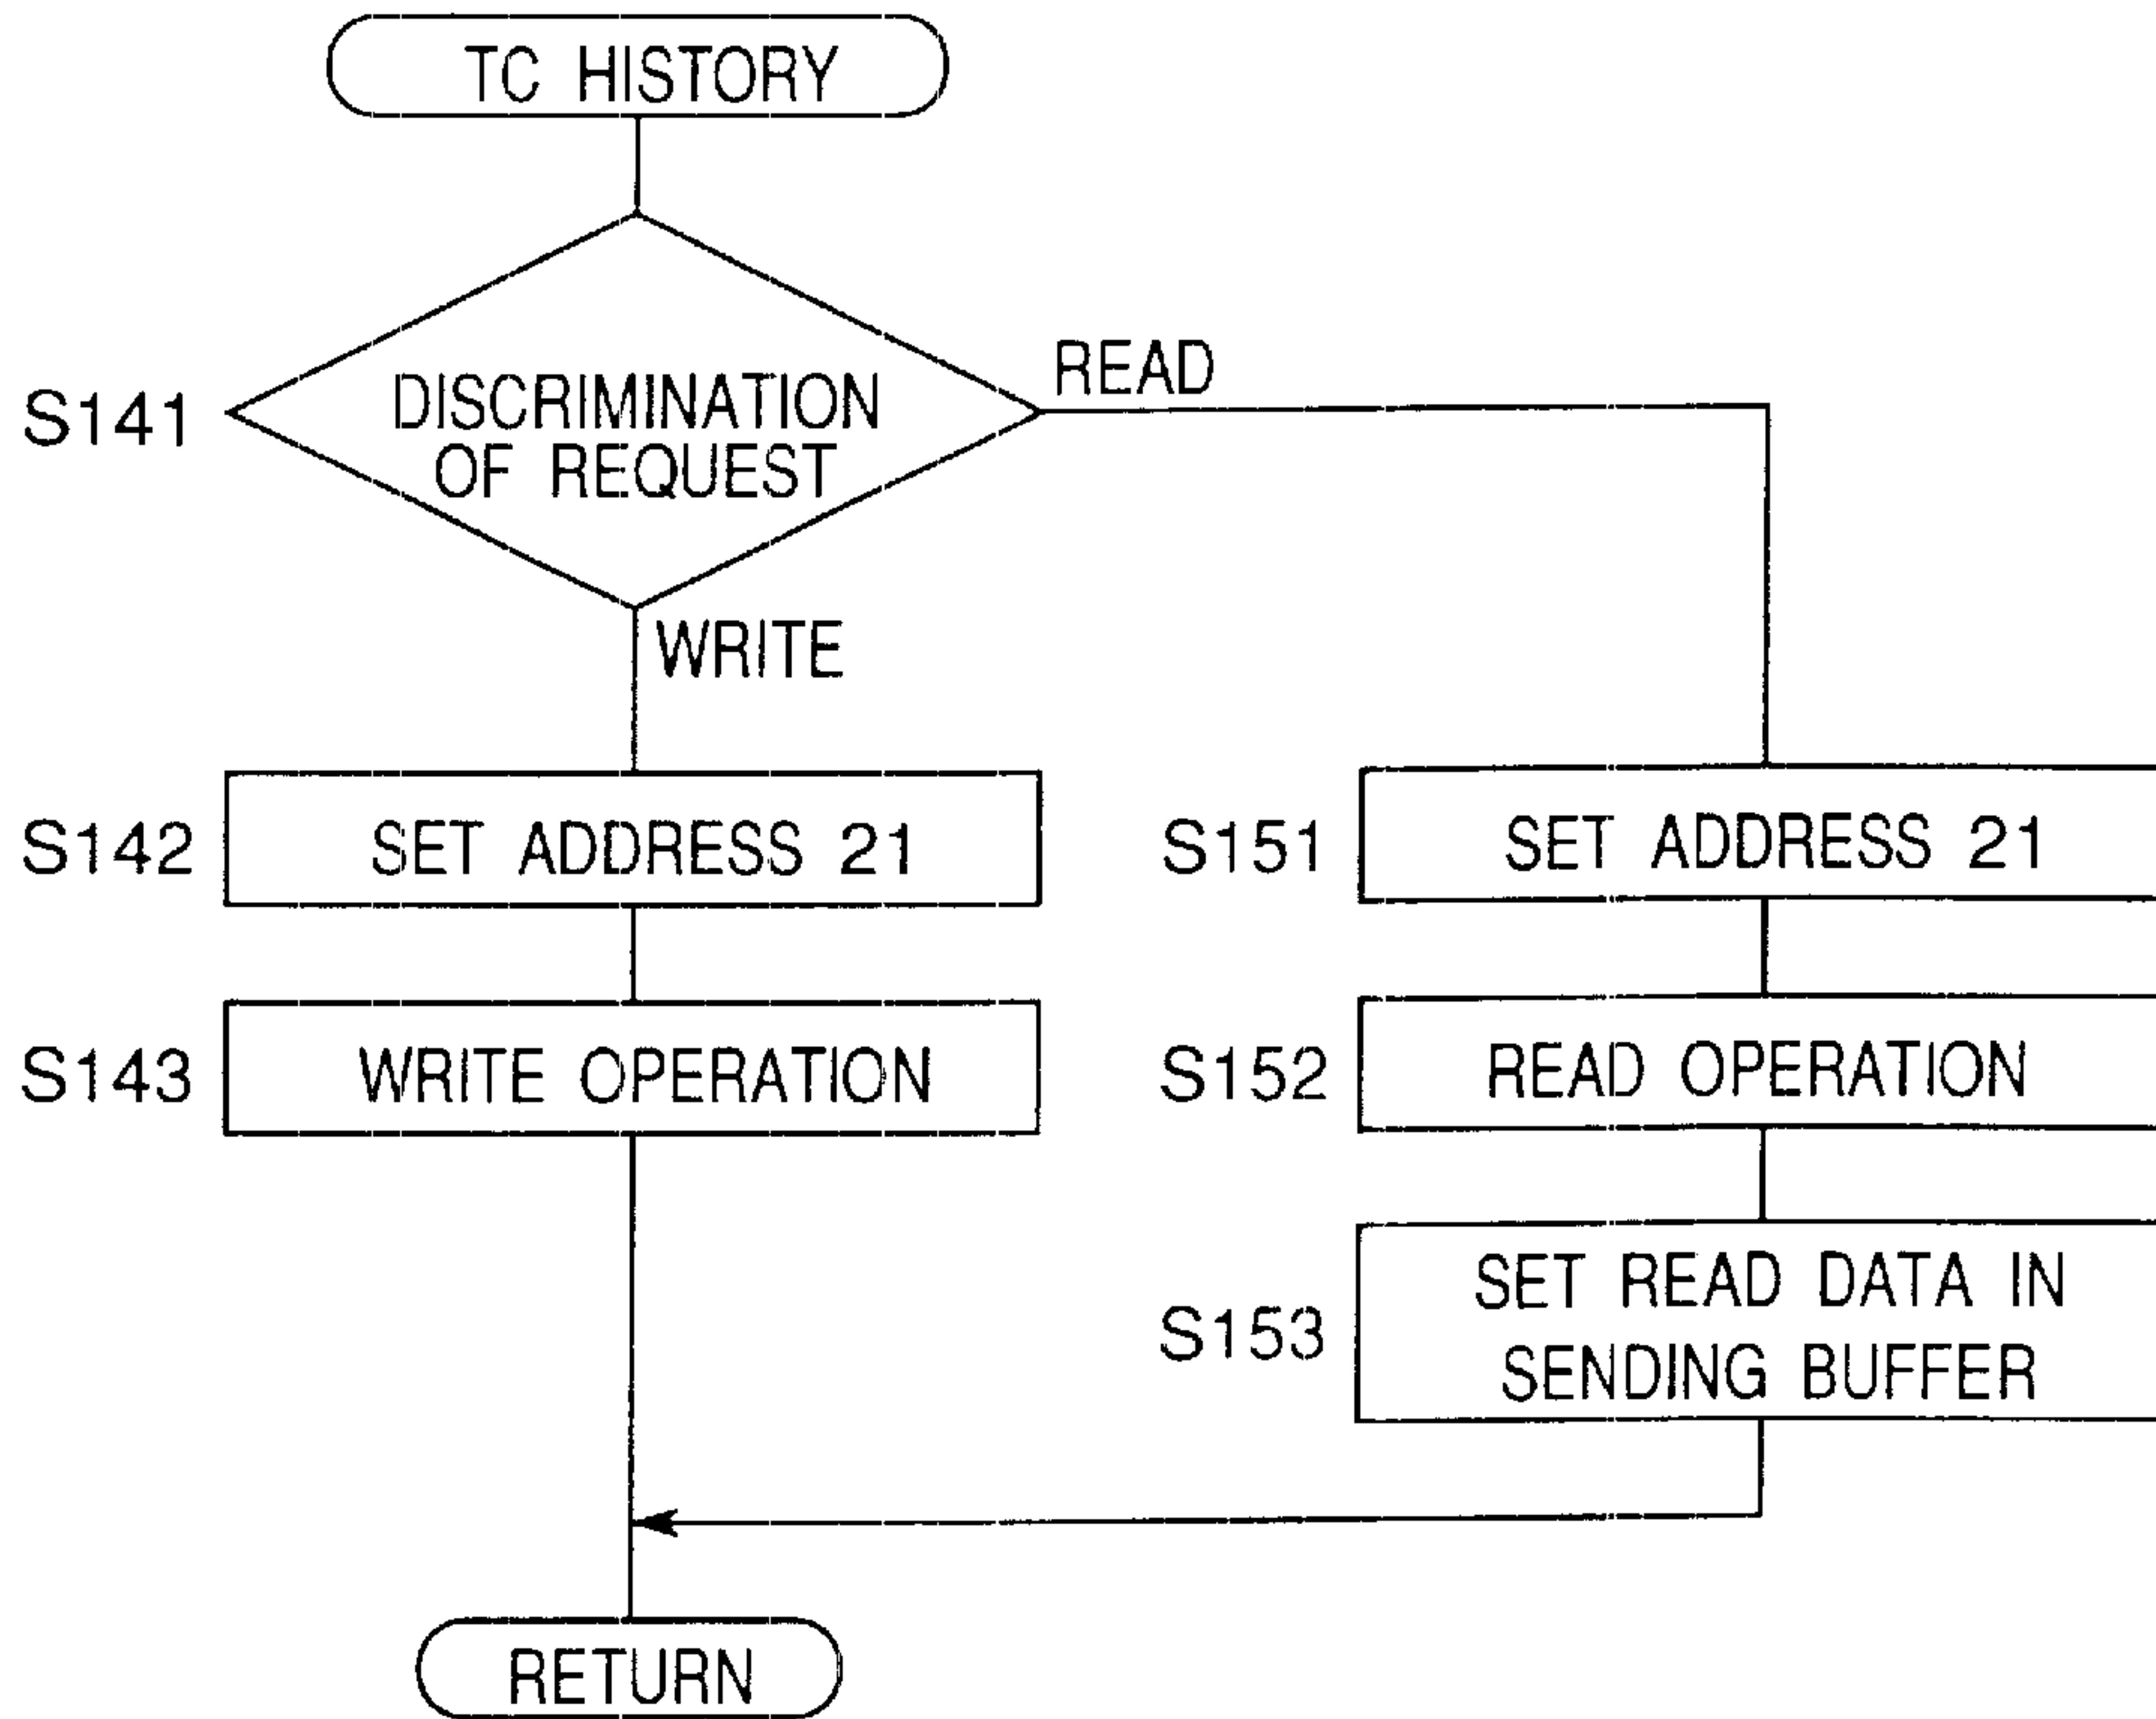 TC HISTORY
READ
S141
DISCRIMINATION
OF REQUEST
WRITE
S142
SET ADDRESS 21
S151
SET ADDRESS 21
S143
WRITE OPERATION
S152
READ OPERATION
S153
SET READ DATA IN
SENDING BUFFER
RETURN